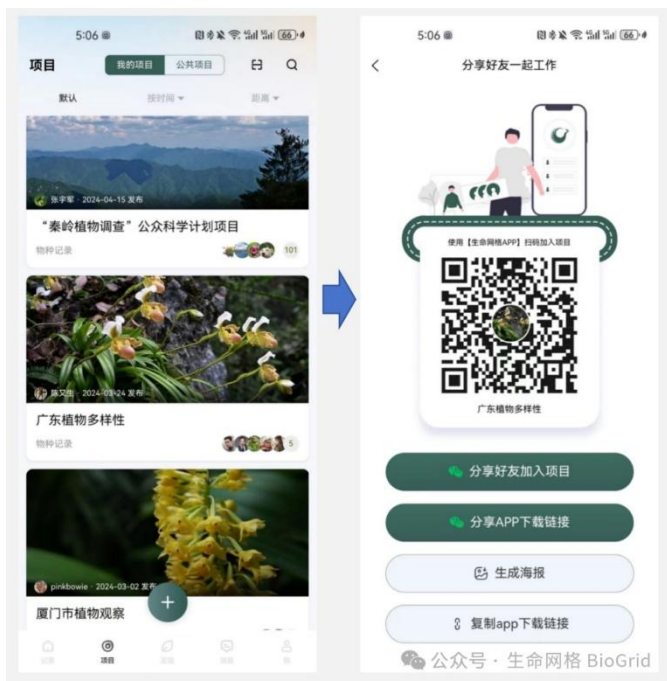 5:06
66
项目
我的项目
公共项目
默认
按时间
距离
张宇军 · 2024-04-15 发布
“秦岭植物调查”公众科学计划项目
物种记录
101
陈又生 · 2024-03-24 发布
广东植物多样性
物种记录
5
pinkbowie · 2024-03-02 发布
厦门市植物观察
项目
5:06
66
分享好友一起工作
使用【生命网格APP】扫码加入项目
广东植物多样性
分享好友加入项目
分享APP下载链接
生成海报
复制app下载链接
公众号 · 生命网格 BioGrid